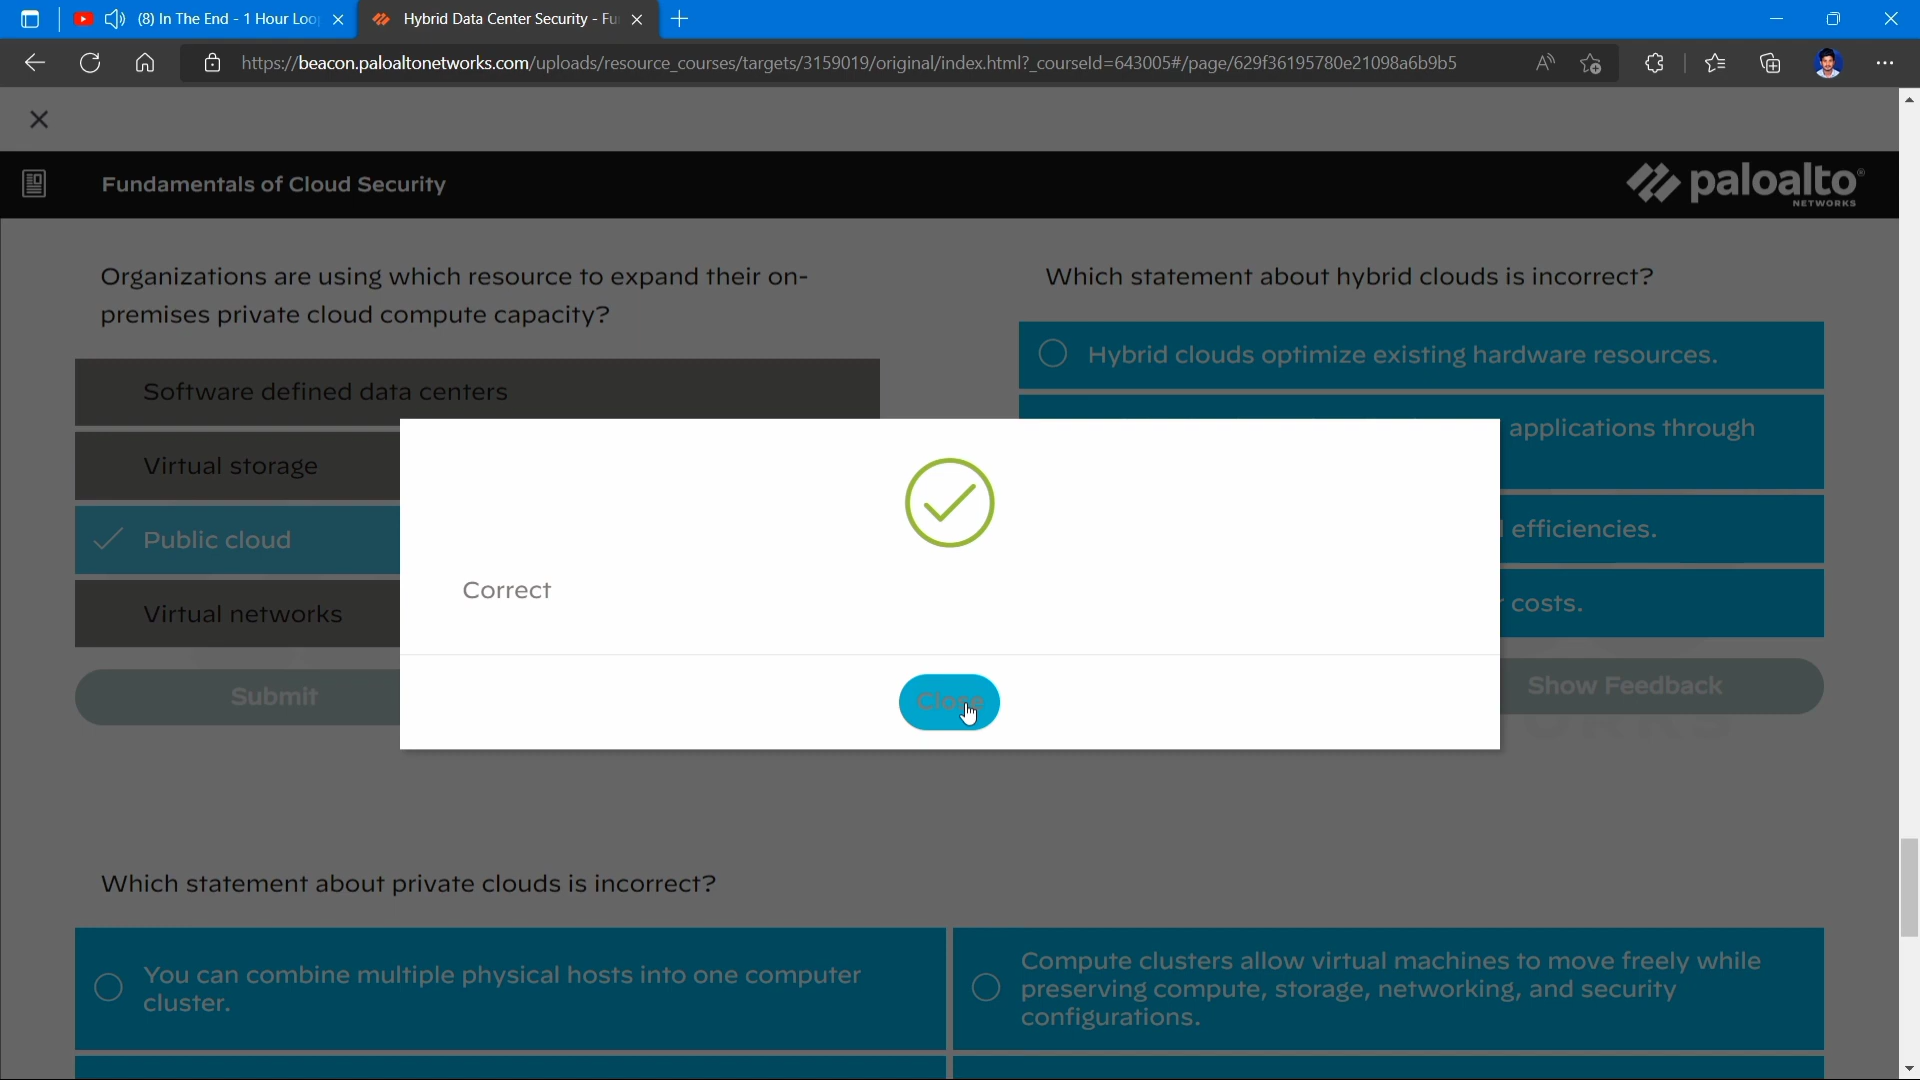 (8) In The End - 1 Hour Loo
Hybrid Data Center Security - Fu
https://beacon.paloaltonetworks.com/uploads/resource_courses/targets/3159019/original/index.html?_courseId=643005#/page/629f36195780e21098a6b9b5
Fundamentals of Cloud Security
paloalto
NETWORKS
Organizations are using which resource to expand their on-
premises private cloud compute capacity?
Software defined data centers
Virtual storage
Public cloud
Virtual networks
Submit
Which statement about hybrid clouds is incorrect?
Hybrid clouds optimize existing hardware resources.
applications through
efficiencies.
costs.
Show Feedback
Correct
Close
Which statement about private clouds is incorrect?
You can combine multiple physical hosts into one computer
cluster.
Compute clusters allow virtual machines to move freely while
preserving compute, storage, networking, and security
configurations.